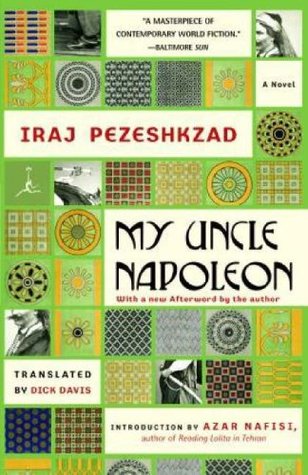 "A MASTERPIECE OF
CONTEMPORARY WORLD FICTION."
—BALTIMORE SUN
A Novel
IRAJ PEZESHKZAD
MY UNCLE
NAPOLEON
With a new Afterword by the author
TRANSLATED
BY DICK DAVIS
INTRODUCTION BY AZAR NAFISI,
author of Reading Lolita in Tehran